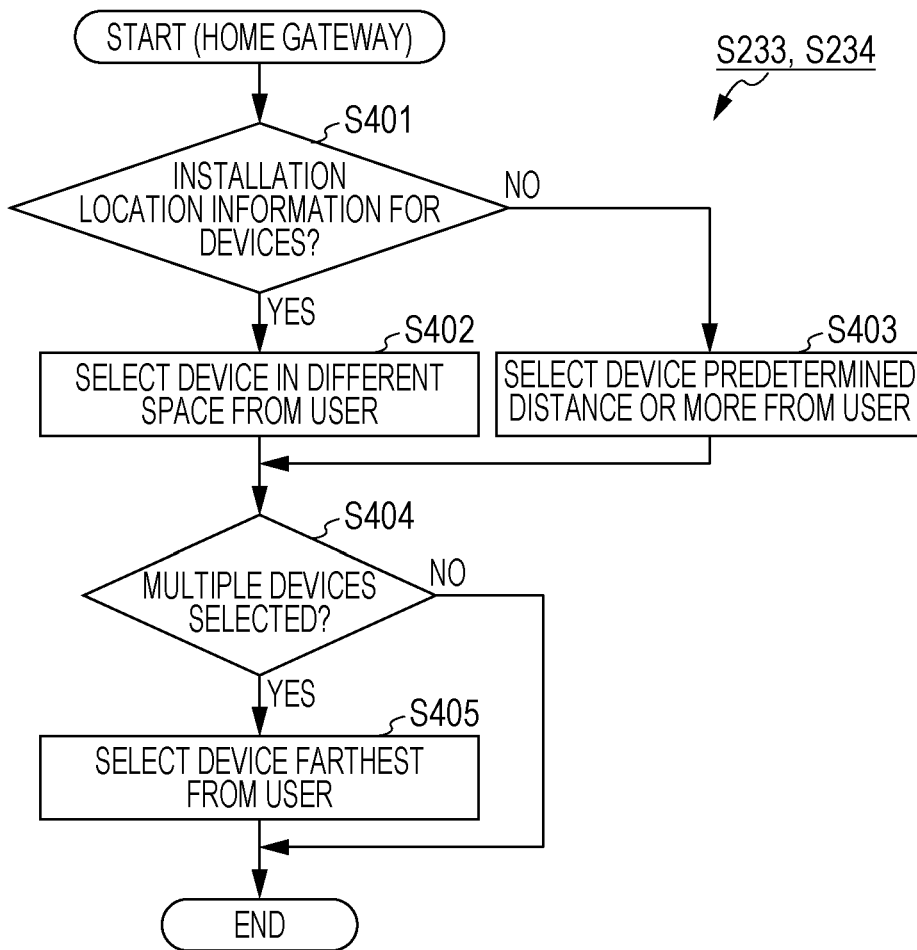 START (HOME GATEWAY)
S233, S234
S401
INSTALLATION
LOCATION INFORMATION FOR
DEVICES?
NO
YES
S402
SELECT DEVICE IN DIFFERENT
SPACE FROM USER
S403
SELECT DEVICE PREDETERMINED
DISTANCE OR MORE FROM USER
S404
MULTIPLE DEVICES
SELECTED?
NO
YES
S405
SELECT DEVICE FARTHEST
FROM USER
END